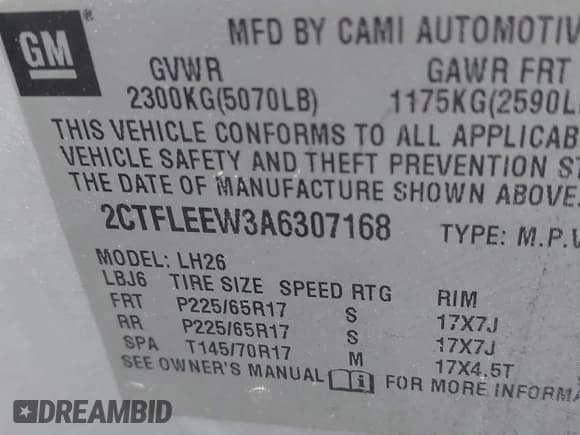 GM ®
MFD BY CAMI AUTOMOTIV
GVWR GAWR FRT
2300KG(5070LB) 1175KG(2590L
THIS VEHICLE CONFORMS TO ALL APPLICAB
VEHICLE SAFETY AND THEFT PREVENTION S
THE DATE OF MANUFACTURE SHOWN ABOVE.
2CTFLEEW3A6307168 TYPE: M.P.V
MODEL: LH26
LBJ6 TIRE SIZE SPEED RTG RIM
FRT P225/65R17 S 17X7J
RR P225/65R17 S 17X7J
SPA T145/70R17 M 17X4.5T
SEE OWNER'S MANUAL i FOR MORE INFORMA
DREAMBID